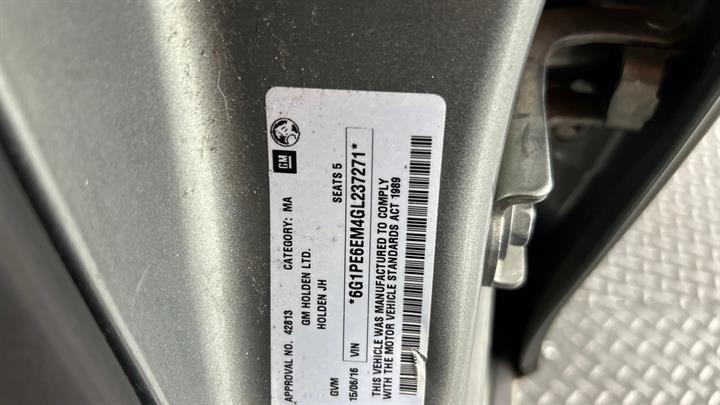 GM
APPROVAL NO. 42813 CATEGORY: MA
GM HOLDEN LTD.
HOLDEN JH
GVM SEATS 5
15/06/16 VIN *6G1PE6EM4GL237271*
THIS VEHICLE WAS MANUFACTURED TO COMPLY
WITH THE MOTOR VEHICLE STANDARDS ACT 1989